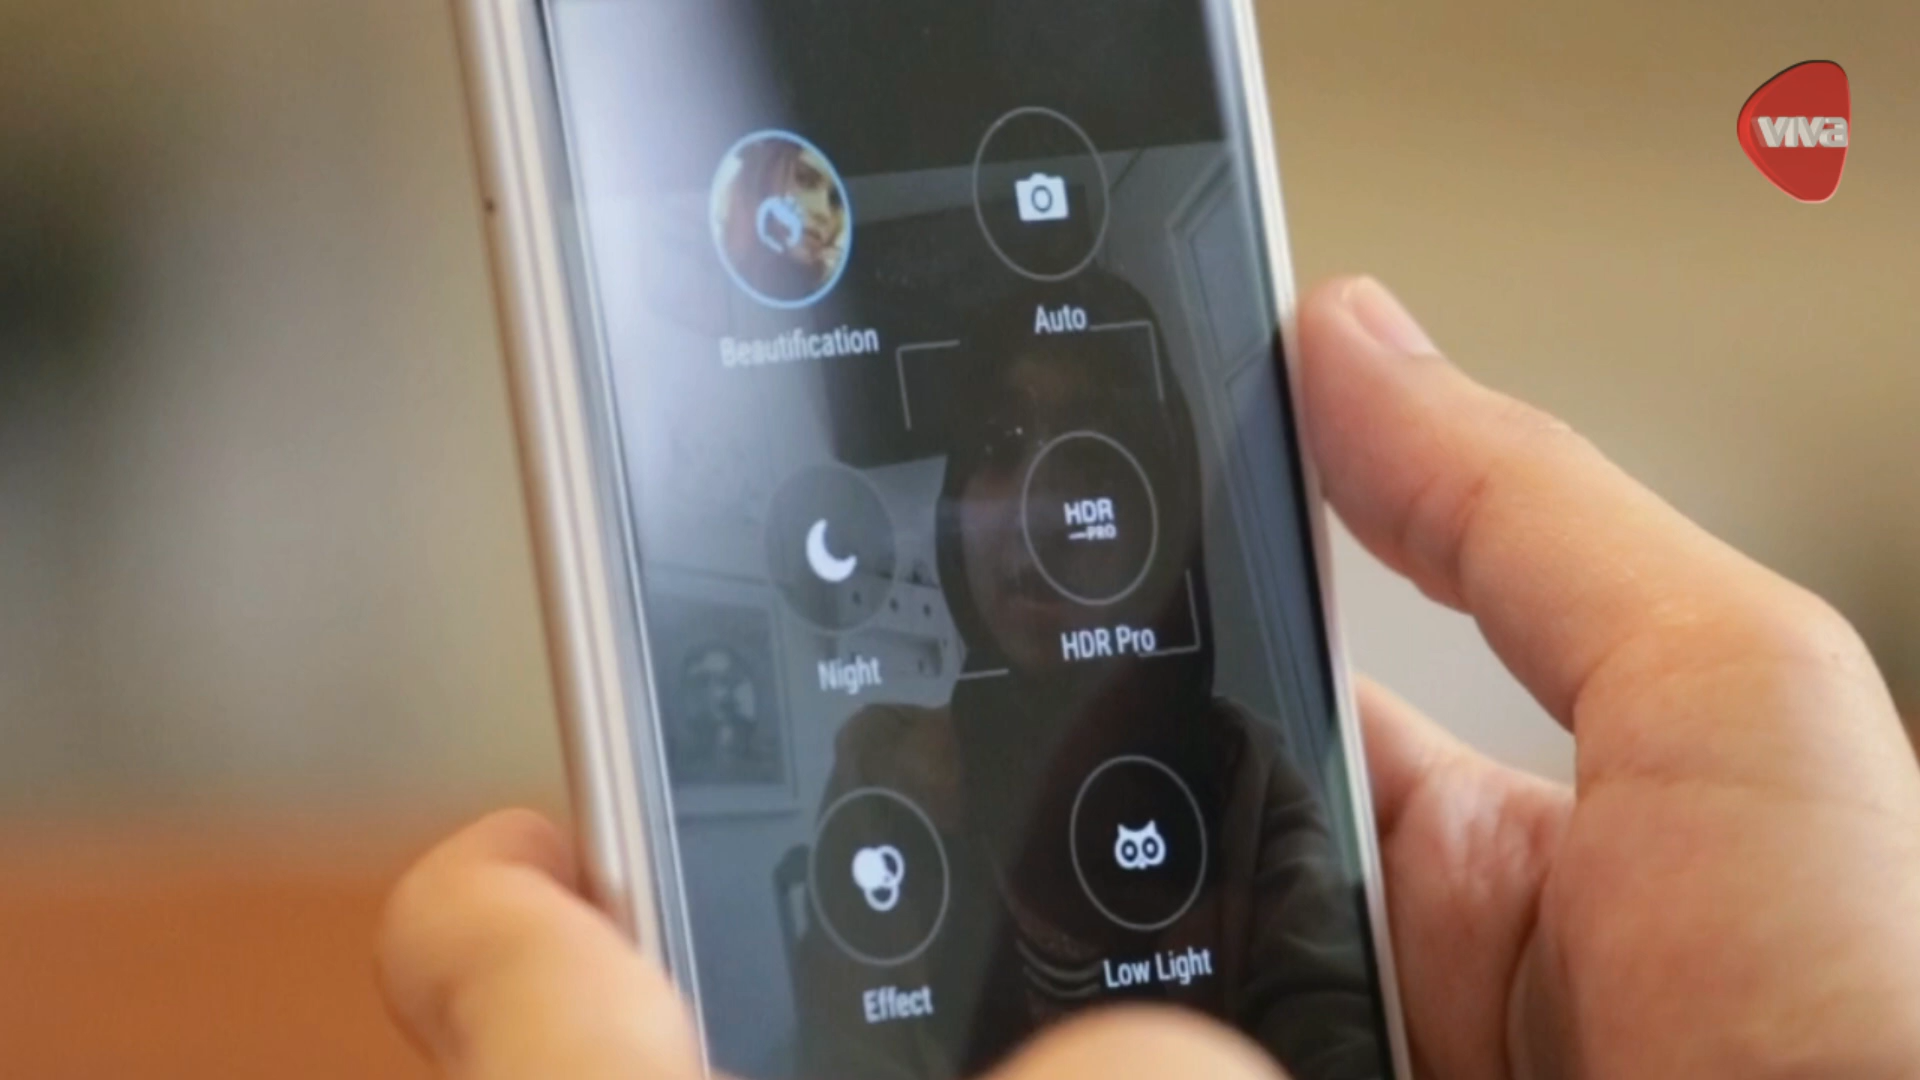 VIVA
Beautification
Auto
HDR
PRO
Night
HDR Pro
Effect
Low Light